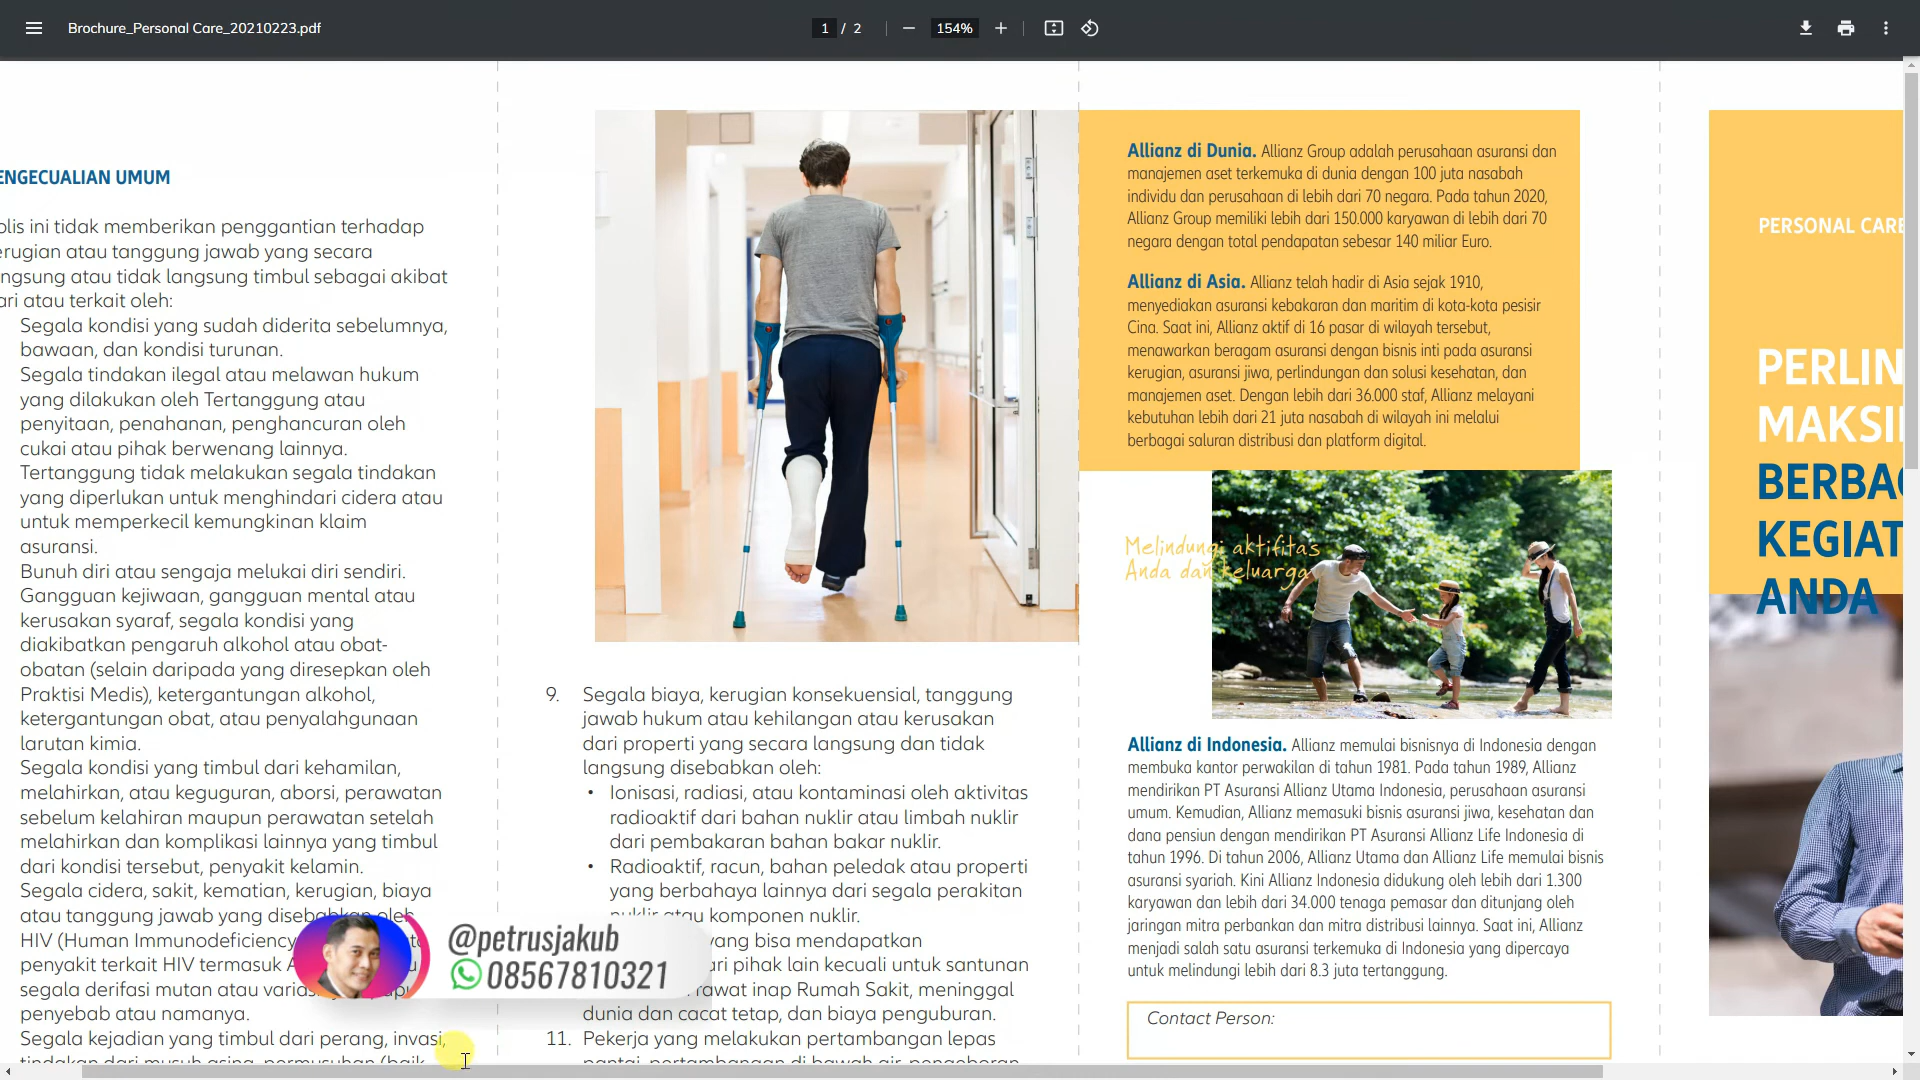 Brochure_Personal Care_20210223.pdf
1 / 2
154%
ENGECUALIAN UMUM
olis ini tidak memberikan penggantian terhadap
erugian atau tanggung jawab yang secara
ngsung atau tidak langsung timbul sebagai akibat
ari atau terkait oleh:
Segala kondisi yang sudah diderita sebelumnya,
bawaan, dan kondisi turunan.
Segala tindakan ilegal atau melawan hukum
yang dilakukan oleh Tertanggung atau
penyitaan, penahanan, penghancuran oleh
cukai atau pihak berwenang lainnya.
Tertanggung tidak melakukan segala tindakan
yang diperlukan untuk menghindari cidera atau
untuk memperkecil kemungkinan klaim
asuransi.
Bunuh diri atau sengaja melukai diri sendiri.
Gangguan kejiwaan, gangguan mental atau
kerusakan syaraf, segala kondisi yang
diakibatkan pengaruh alkohol atau obat-
obatan (selain daripada yang diresepkan oleh
Praktisi Medis), ketergantungan alkohol,
ketergantungan obat, atau penyalahgunaan
larutan kimia.
Segala kondisi yang timbul dari kehamilan,
melahirkan, atau keguguran, aborsi, perawatan
sebelum kelahiran maupun perawatan setelah
melahirkan dan komplikasi lainnya yang timbul
dari kondisi tersebut, penyakit kelamin.
Segala cidera, sakit, kematian, kerugian, biaya
atau tanggung jawab yang disebabkan oleh
HIV (Human Immunodeficiency
penyakit terkait HIV termasuk
segala derifasi mutan atau
penyebab atau namanya.
Segala kejadian yang timbul dari perang, invasi,
tindakan dari musuh asing, permusuhan (baik
9. Segala biaya, kerugian konsekuensial, tanggung
jawab hukum atau kehilangan atau kerusakan
dari properti yang secara langsung dan tidak
langsung disebabkan oleh:
• Ionisasi, radiasi, atau kontaminasi oleh aktivitas
radioaktif dari bahan nuklir atau limbah nuklir
dari pembakaran bahan bakar nuklir.
• Radioaktif, racun, bahan peledak atau properti
yang berbahaya lainnya dari segala perakitan
nuklir atau komponen nuklir.
yang bisa mendapatkan
ari pihak lain kecuali untuk santunan
rawat inap Rumah Sakit, meninggal
dunia dan cacat tetap, dan biaya penguburan.
11. Pekerja yang melakukan pertambangan lepas
pantai, pertambangan di bawah air, pengeboran
@petrusjakub
08567810321
Allianz di Dunia. Allianz Group adalah perusahaan asuransi dan
manajemen aset terkemuka di dunia dengan 100 juta nasabah
individu dan perusahaan di lebih dari 70 negara. Pada tahun 2020,
Allianz Group memiliki lebih dari 150.000 karyawan di lebih dari 70
negara dengan total pendapatan sebesar 140 miliar Euro.
Allianz di Asia. Allianz telah hadir di Asia sejak 1910,
menyediakan asuransi kebakaran dan maritim di kota-kota pesisir
Cina. Saat ini, Allianz aktif di 16 pasar di wilayah tersebut,
menawarkan beragam asuransi dengan bisnis inti pada asuransi
kerugian, asuransi jiwa, perlindungan dan solusi kesehatan, dan
manajemen aset. Dengan lebih dari 36.000 staf, Allianz melayani
kebutuhan lebih dari 21 juta nasabah di wilayah ini melalui
berbagai saluran distribusi dan platform digital.
Melindungi aktifitas
Anda dan keluarga
Allianz di Indonesia. Allianz memulai bisnisnya di Indonesia dengan
membuka kantor perwakilan di tahun 1981. Pada tahun 1989, Allianz
mendirikan PT Asuransi Allianz Utama Indonesia, perusahaan asuransi
umum. Kemudian, Allianz memasuki bisnis asuransi jiwa, kesehatan dan
dana pensiun dengan mendirikan PT Asuransi Allianz Life Indonesia di
tahun 1996. Di tahun 2006, Allianz Utama dan Allianz Life memulai bisnis
asuransi syariah. Kini Allianz Indonesia didukung oleh lebih dari 1.300
karyawan dan lebih dari 34.000 tenaga pemasar dan ditunjang oleh
jaringan mitra perbankan dan mitra distribusi lainnya. Saat ini, Allianz
menjadi salah satu asuransi terkemuka di Indonesia yang dipercaya
untuk melindungi lebih dari 8.3 juta tertanggung.
Contact Person:
PERSONAL CARE
PERLIN
MAKSI
BERBAG
KEGIAT
ANDA